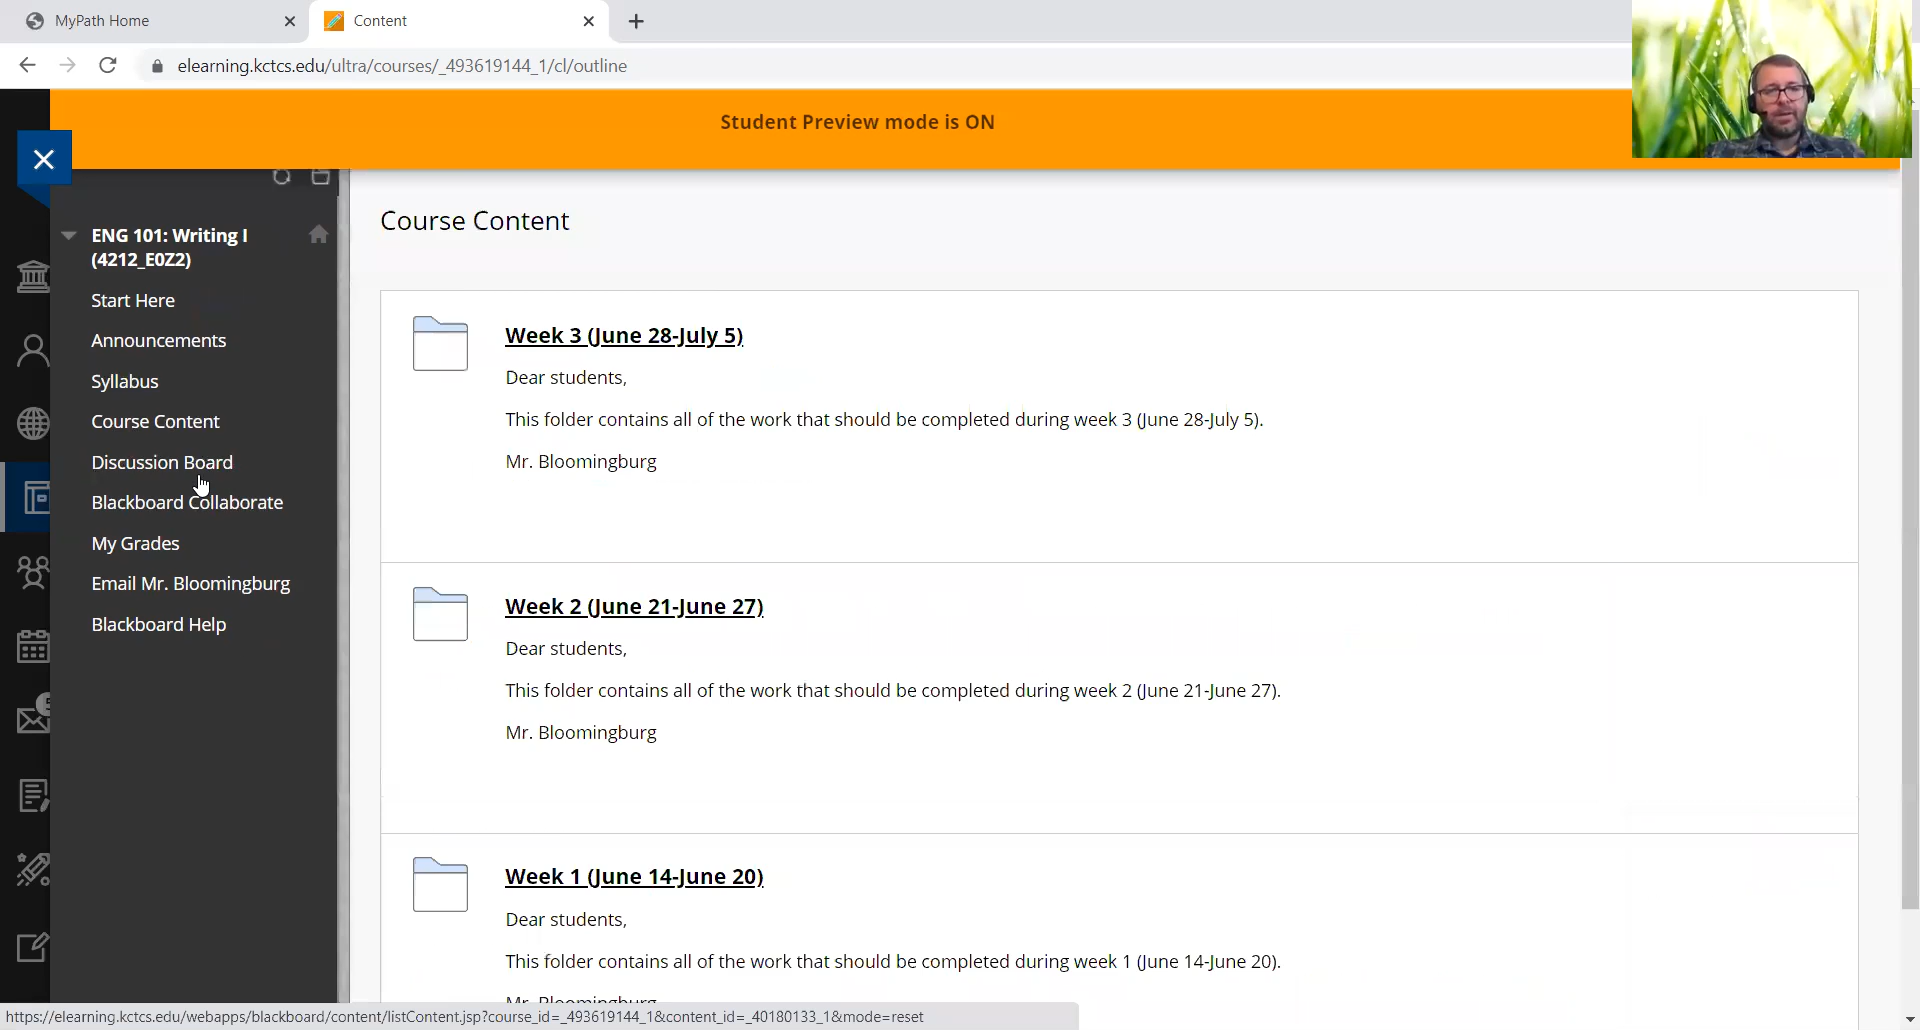 MyPath Home
Content
elearning.kctcs.edu/ultra/courses/_493619144_1/cl/outline
Student Preview mode is ON
ENG 101: Writing I
(4212_E0Z2)
Start Here
Announcements
Syllabus
Course Content
Discussion Board
Blackboard Collaborate
My Grades
Email Mr. Bloomingburg
Blackboard Help
Course Content
Week 3 (June 28-July 5)
Dear students,
This folder contains all of the work that should be completed during week 3 (June 28-July 5).
Mr. Bloomingburg
Week 2 (June 21-June 27)
Dear students,
This folder contains all of the work that should be completed during week 2 (June 21-June 27).
Mr. Bloomingburg
Week 1 (June 14-June 20)
Dear students,
This folder contains all of the work that should be completed during week 1 (June 14-June 20).
Mr. Bloomingburg
https://elearning.kctcs.edu/webapps/blackboard/content/listContent.jsp?course_id=_493619144_1&content_id=_40180133_1&mode=reset